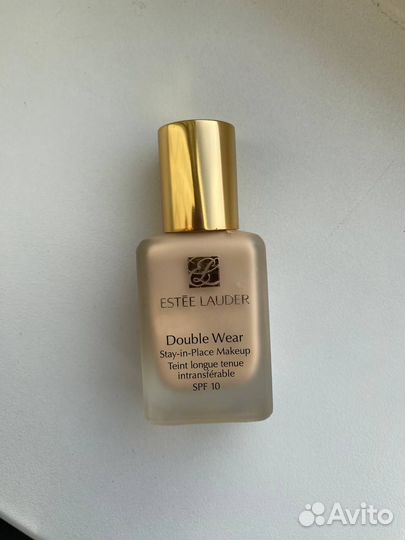 ESTĒE LAUDER
Double Wear
Stay-in-Place Makeup
Teint longue tenue
intransférable
SPF 10
Avito